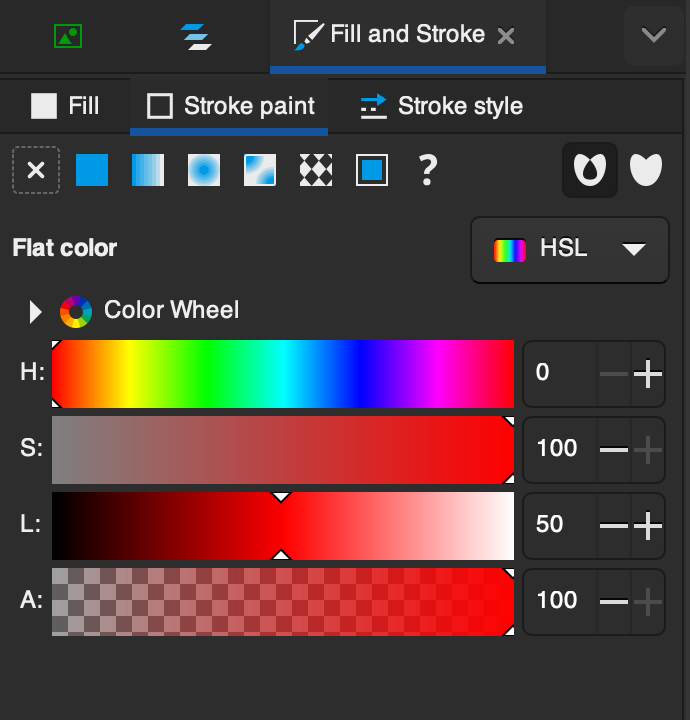 Fill and Stroke
Fill Stroke paint Stroke style
?
Flat color HSL
Color Wheel
H: 0
S: 100
L: 50
A: 100